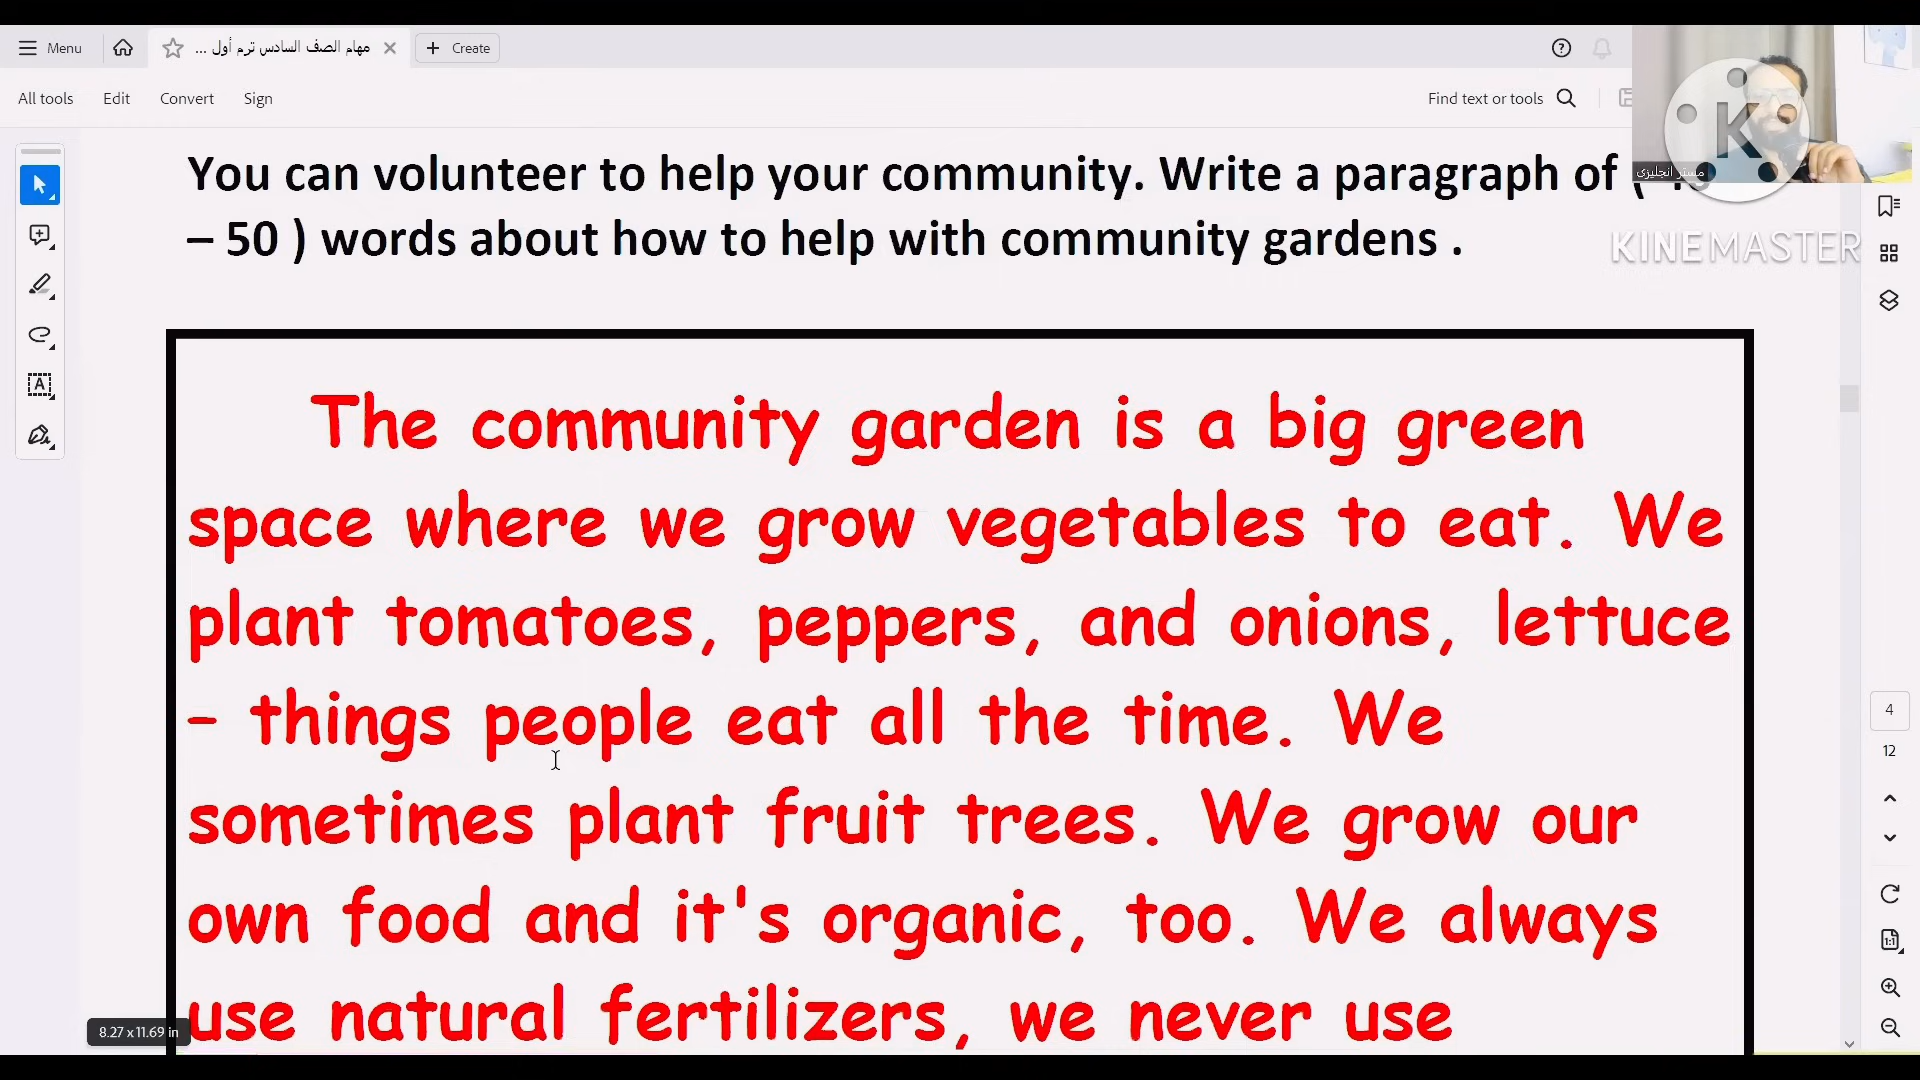 Menu
مهام الصف السادس ترم أول ...
Create
All tools
Edit
Convert
Sign
Find text or tools
مستر انجليزى
K
KINEMASTER
You can volunteer to help your community. Write a paragraph of (
– 50 ) words about how to help with community gardens .
The community garden is a big green
space where we grow vegetables to eat. We
plant tomatoes, peppers, and onions, lettuce
– things people eat all the time. We
sometimes plant fruit trees. We grow our
own food and it's organic, too. We always
use natural fertilizers, we never use
8.27 x 11.69 in
4
12
1:1